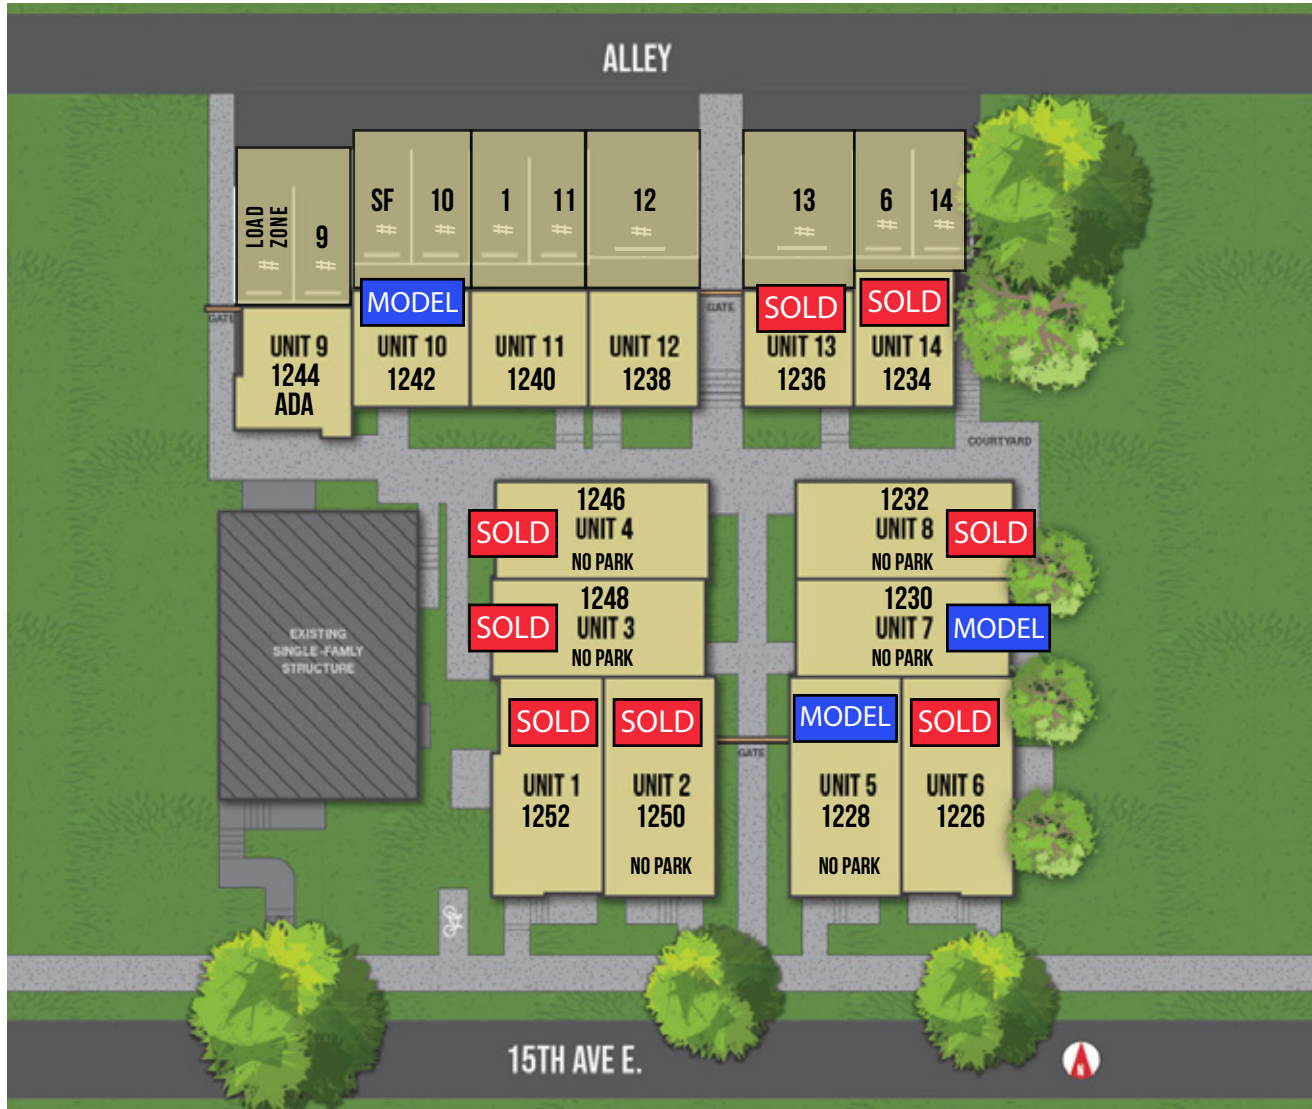 ALLEY
LOAD
ZONE
9
SF
10
1
11
12
13
6
14
GATE
MODEL
GATE
SOLD
SOLD
UNIT 9
1244
ADA
UNIT 10
1242
UNIT 11
1240
UNIT 12
1238
UNIT 13
1236
UNIT 14
1234
COURTYARD
1246
SOLD
UNIT 4
NO PARK
1232
UNIT 8
SOLD
NO PARK
1248
SOLD
UNIT 3
NO PARK
1230
UNIT 7
MODEL
NO PARK
EXISTING
SINGLE-FAMLY
STRUCTURE
SOLD
UNIT 1
1252
SOLD
UNIT 2
1250
NO PARK
GATE
MODEL
UNIT 5
1228
NO PARK
SOLD
UNIT 6
1226
15TH AVE E.
N